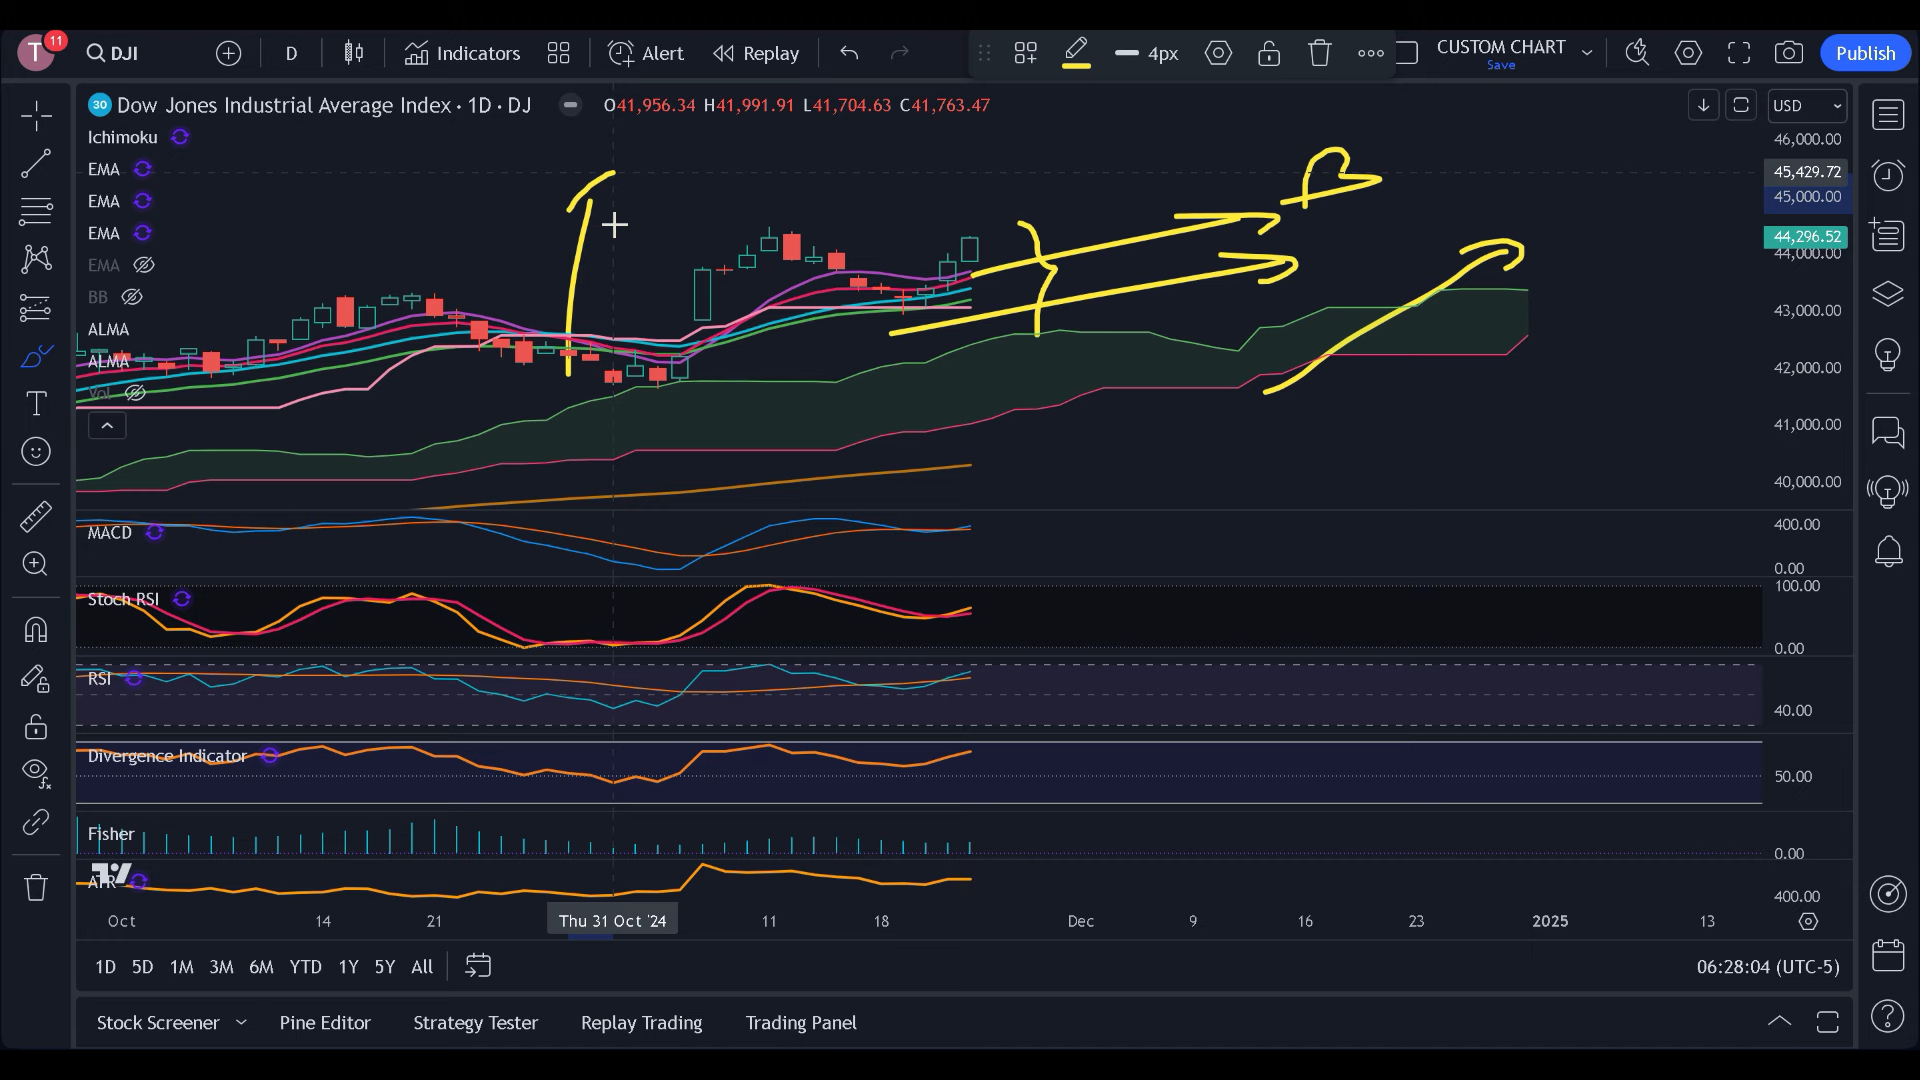 T 11 DJI D Indicators Alert Replay 4px CUSTOM CHART Save Publish
30 Dow Jones Industrial Average Index · 1D · DJ O41,956.34 H41,991.91 L41,704.63 C41,763.47 USD
Ichimoku
EMA
EMA
EMA
EMA
BB
ALMA
ALMA
Vol
46,000.00
45,429.72
45,000.00
44,296.52
44,000.00
43,000.00
42,000.00
41,000.00
40,000.00
MACD
400.00
0.00
Stoch RSI
100.00
0.00
RSI
40.00
Divergence Indicator
50.00
Fisher
0.00
ATR
400.00
Oct 14 21 Thu 31 Oct '24 11 18 Dec 9 16 23 2025 13
1D 5D 1M 3M 6M YTD 1Y 5Y All 06:28:04 (UTC-5)
Stock Screener Pine Editor Strategy Tester Replay Trading Trading Panel